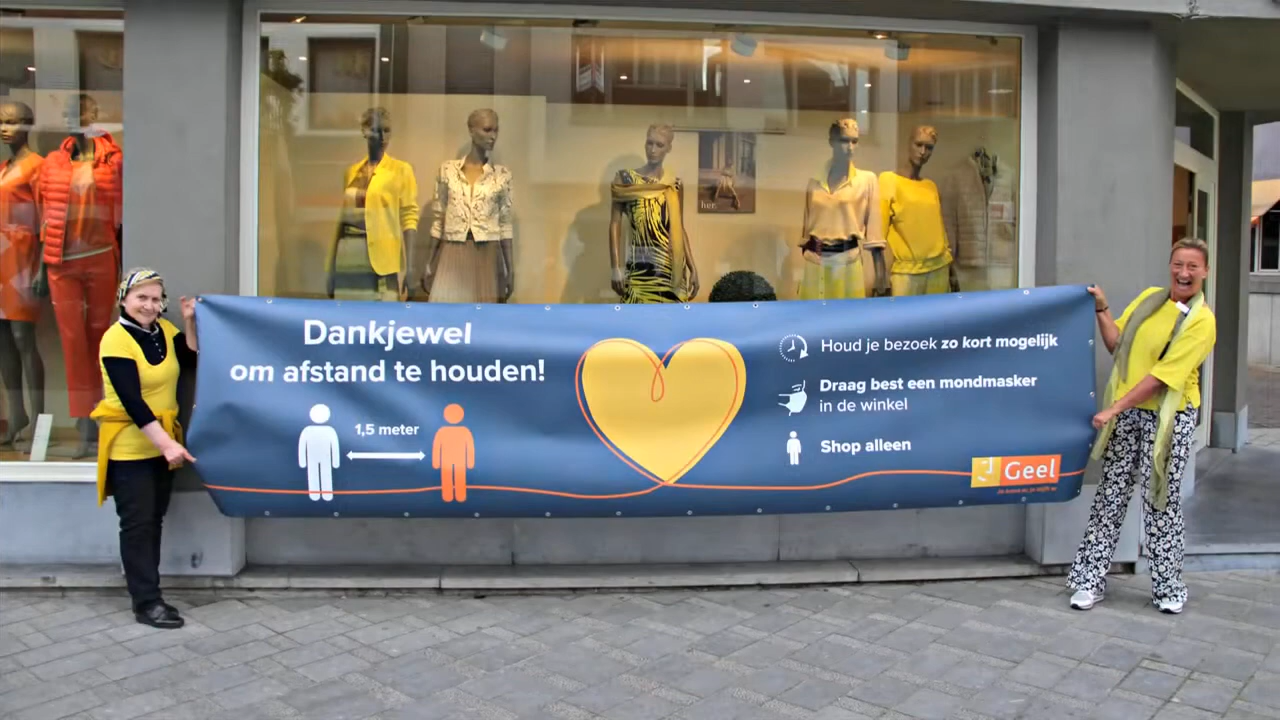 her.
Dankjewel
om afstand te houden!
1,5 meter
Houd je bezoek zo kort mogelijk
Draag best een mondmasker
in de winkel
Shop alleen
Geel